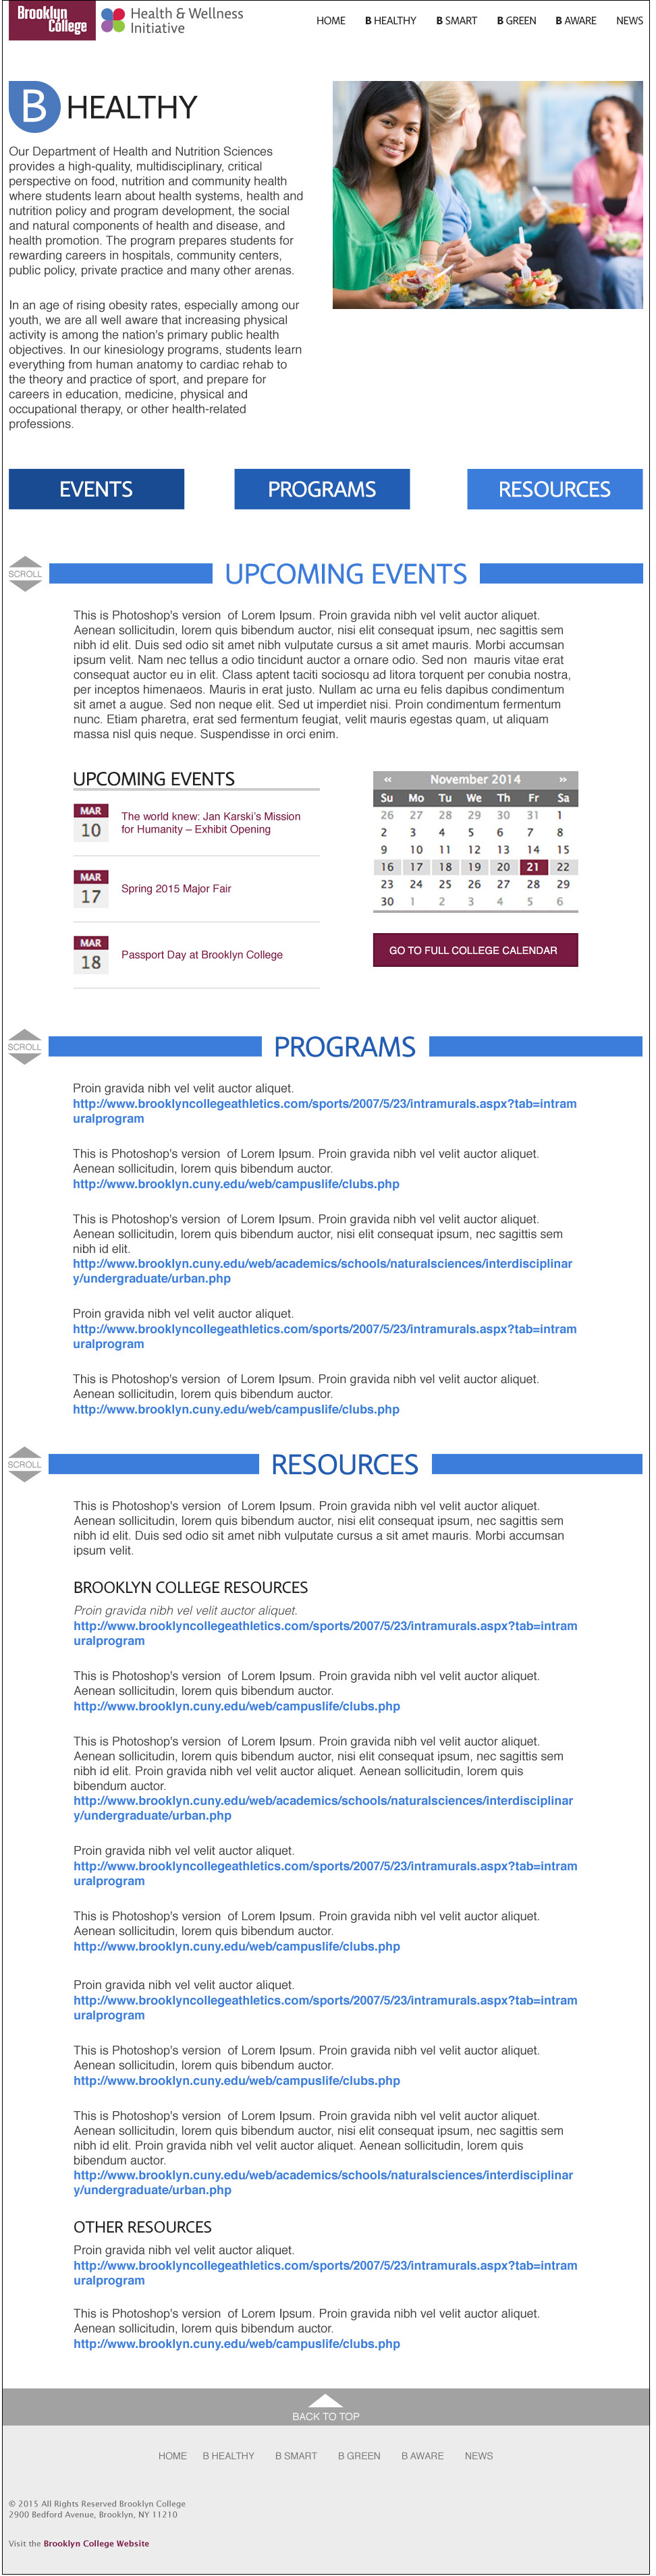 Brooklyn
College
Health & Wellness
Initiative
HOME B HEALTHY B SMART B GREEN B AWARE NEWS
B HEALTHY
Our Department of Health and Nutrition Sciences
provides a high-quality, multidisciplinary, critical
perspective on food, nutrition and community health
where students learn about health systems, health and
nutrition policy and program development, the social
and natural components of health and disease, and
health promotion. The program prepares students for
rewarding careers in hospitals, community centers,
public policy, private practice and many other arenas.
In an age of rising obesity rates, especially among our
youth, we are all well aware that increasing physical
activity is among the nation's primary public health
objectives. In our kinesiology programs, students learn
everything from human anatomy to cardiac rehab to
the theory and practice of sport, and prepare for
careers in education, medicine, physical and
occupational therapy, or other health-related
professions.
EVENTS PROGRAMS RESOURCES
SCROLL
UPCOMING EVENTS
This is Photoshop's version of Lorem Ipsum. Proin gravida nibh vel velit auctor aliquet.
Aenean sollicitudin, lorem quis bibendum auctor, nisi elit consequat ipsum, nec sagittis sem
nibh id elit. Duis sed odio sit amet nibh vulputate cursus a sit amet mauris. Morbi accumsan
ipsum velit. Nam nec tellus a odio tincidunt auctor a ornare odio. Sed non mauris vitae erat
consequat auctor eu in elit. Class aptent taciti sociosqu ad litora torquent per conubia nostra,
per inceptos himenaeos. Mauris in erat justo. Nullam ac urna eu felis dapibus condimentum
sit amet a augue. Sed non neque elit. Sed ut imperdiet nisi. Proin condimentum fermentum
nunc. Etiam pharetra, erat sed fermentum feugiat, velit mauris egestas quam, ut aliquam
massa nisl quis neque. Suspendisse in orci enim.
UPCOMING EVENTS
MAR
10
The world knew: Jan Karski's Mission
for Humanity – Exhibit Opening
MAR
17
Spring 2015 Major Fair
MAR
18
Passport Day at Brooklyn College
« November 2014 »
Su Mo Tu We Th Fr Sa
26 27 28 29 30 31 1
2 3 4 5 6 7 8
9 10 11 12 13 14 15
16 17 18 19 20 21 22
23 24 25 26 27 28 29
30 1 2 3 4 5 6
GO TO FULL COLLEGE CALENDAR
SCROLL
PROGRAMS
Proin gravida nibh vel velit auctor aliquet.
http://www.brooklyncollegeathletics.com/sports/2007/5/23/intramurals.aspx?tab=intram
uralprogram
This is Photoshop's version of Lorem Ipsum. Proin gravida nibh vel velit auctor aliquet.
Aenean sollicitudin, lorem quis bibendum auctor.
http://www.brooklyn.cuny.edu/web/campuslife/clubs.php
This is Photoshop's version of Lorem Ipsum. Proin gravida nibh vel velit auctor aliquet.
Aenean sollicitudin, lorem quis bibendum auctor, nisi elit consequat ipsum, nec sagittis sem
nibh id elit.
http://www.brooklyn.cuny.edu/web/academics/schools/naturalsciences/interdisciplinar
y/undergraduate/urban.php
Proin gravida nibh vel velit auctor aliquet.
http://www.brooklyncollegeathletics.com/sports/2007/5/23/intramurals.aspx?tab=intram
uralprogram
This is Photoshop's version of Lorem Ipsum. Proin gravida nibh vel velit auctor aliquet.
Aenean sollicitudin, lorem quis bibendum auctor.
http://www.brooklyn.cuny.edu/web/campuslife/clubs.php
SCROLL
RESOURCES
This is Photoshop's version of Lorem Ipsum. Proin gravida nibh vel velit auctor aliquet.
Aenean sollicitudin, lorem quis bibendum auctor, nisi elit consequat ipsum, nec sagittis sem
nibh id elit. Duis sed odio sit amet nibh vulputate cursus a sit amet mauris. Morbi accumsan
ipsum velit.
BROOKLYN COLLEGE RESOURCES
Proin gravida nibh vel velit auctor aliquet.
http://www.brooklyncollegeathletics.com/sports/2007/5/23/intramurals.aspx?tab=intram
uralprogram
This is Photoshop's version of Lorem Ipsum. Proin gravida nibh vel velit auctor aliquet.
Aenean sollicitudin, lorem quis bibendum auctor.
http://www.brooklyn.cuny.edu/web/campuslife/clubs.php
This is Photoshop's version of Lorem Ipsum. Proin gravida nibh vel velit auctor aliquet.
Aenean sollicitudin, lorem quis bibendum auctor, nisi elit consequat ipsum, nec sagittis sem
nibh id elit. Proin gravida nibh vel velit auctor aliquet. Aenean sollicitudin, lorem quis
bibendum auctor.
http://www.brooklyn.cuny.edu/web/academics/schools/naturalsciences/interdisciplinar
y/undergraduate/urban.php
Proin gravida nibh vel velit auctor aliquet.
http://www.brooklyncollegeathletics.com/sports/2007/5/23/intramurals.aspx?tab=intram
uralprogram
This is Photoshop's version of Lorem Ipsum. Proin gravida nibh vel velit auctor aliquet.
Aenean sollicitudin, lorem quis bibendum auctor.
http://www.brooklyn.cuny.edu/web/campuslife/clubs.php
Proin gravida nibh vel velit auctor aliquet.
http://www.brooklyncollegeathletics.com/sports/2007/5/23/intramurals.aspx?tab=intram
uralprogram
This is Photoshop's version of Lorem Ipsum. Proin gravida nibh vel velit auctor aliquet.
Aenean sollicitudin, lorem quis bibendum auctor.
http://www.brooklyn.cuny.edu/web/campuslife/clubs.php
This is Photoshop's version of Lorem Ipsum. Proin gravida nibh vel velit auctor aliquet.
Aenean sollicitudin, lorem quis bibendum auctor, nisi elit consequat ipsum, nec sagittis sem
nibh id elit. Proin gravida nibh vel velit auctor aliquet. Aenean sollicitudin, lorem quis
bibendum auctor.
http://www.brooklyn.cuny.edu/web/academics/schools/naturalsciences/interdisciplinar
y/undergraduate/urban.php
OTHER RESOURCES
Proin gravida nibh vel velit auctor aliquet.
http://www.brooklyncollegeathletics.com/sports/2007/5/23/intramurals.aspx?tab=intram
uralprogram
This is Photoshop's version of Lorem Ipsum. Proin gravida nibh vel velit auctor aliquet.
Aenean sollicitudin, lorem quis bibendum auctor.
http://www.brooklyn.cuny.edu/web/campuslife/clubs.php
BACK TO TOP
HOME B HEALTHY B SMART B GREEN B AWARE NEWS
© 2015 All Rights Reserved Brooklyn College
2900 Bedford Avenue, Brooklyn, NY 11210
Visit the Brooklyn College Website